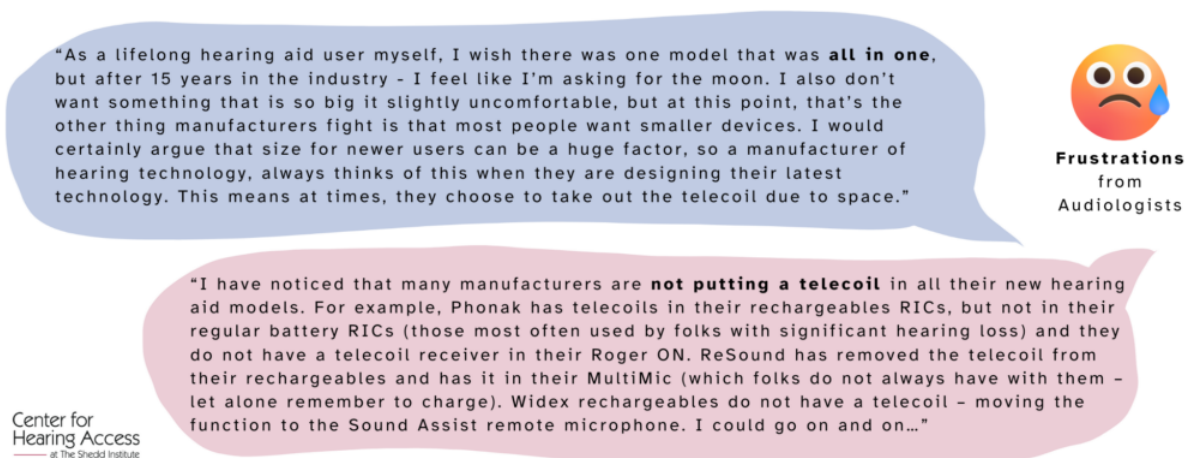 “As a lifelong hearing aid user myself, I wish there was one model that was all in one,
but after 15 years in the industry - I feel like I’m asking for the moon. I also don’t
want something that is so big it slightly uncomfortable, but at this point, that’s the
other thing manufacturers fight is that most people want smaller devices. I would
certainly argue that size for newer users can be a huge factor, so a manufacturer of
hearing technology, always thinks of this when they are designing their latest
technology. This means at times, they choose to take out the telecoil due to space.”
Frustrations
from
Audiologists
“I have noticed that many manufacturers are not putting a telecoil in all their new hearing
aid models. For example, Phonak has telecoils in their rechargeables RICs, but not in their
regular battery RICs (those most often used by folks with significant hearing loss) and they
do not have a telecoil receiver in their Roger ON. ReSound has removed the telecoil from
their rechargeables and has it in their MultiMic (which folks do not always have with them –
let alone remember to charge). Widex rechargeables do not have a telecoil – moving the
function to the Sound Assist remote microphone. I could go on and on…”
Center for
Hearing Access
at The Shedd Institute